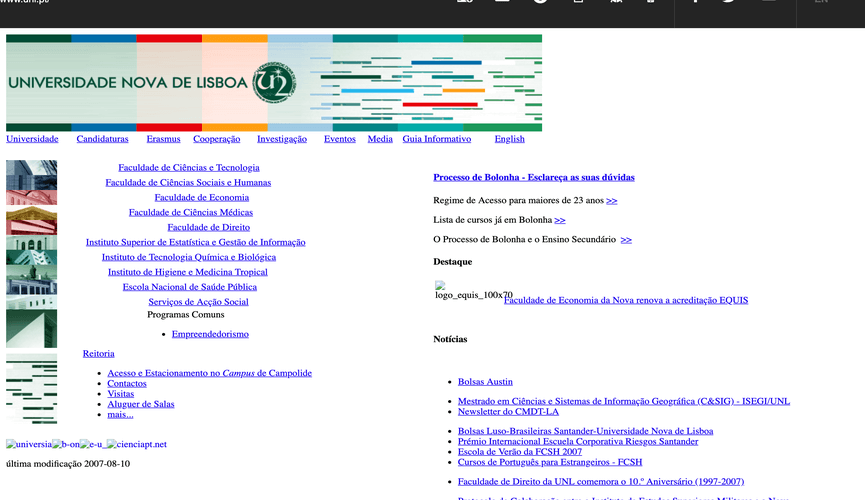 www.unl.pt
EN
UNIVERSIDADE NOVA DE LISBOA
Universidade Candidaturas Erasmus Cooperação Investigação Eventos Media Guia Informativo English
Faculdade de Ciências e Tecnologia
Faculdade de Ciências Sociais e Humanas
Faculdade de Economia
Faculdade de Ciências Médicas
Faculdade de Direito
Instituto Superior de Estatística e Gestão de Informação
Instituto de Tecnologia Química e Biológica
Instituto de Higiene e Medicina Tropical
Escola Nacional de Saúde Pública
Serviços de Acção Social
Programas Comuns
Empreendedorismo
Reitoria
Acesso e Estacionamento no Campus de Campolide
Contactos
Visitas
Aluguer de Salas
mais...
universia b-on e-u_ cienciapt.net
última modificação 2007-08-10
Processo de Bolonha - Esclareça as suas dúvidas
Regime de Acesso para maiores de 23 anos >>
Lista de cursos já em Bolonha >>
O Processo de Bolonha e o Ensino Secundário >>
Destaque
logo_equis_100x70 Faculdade de Economia da Nova renova a acreditação EQUIS
Notícias
Bolsas Austin
Mestrado em Ciências e Sistemas de Informação Geográfica (C&SIG) - ISEGI/UNL
Newsletter do CMDT-LA
Bolsas Luso-Brasileiras Santander-Universidade Nova de Lisboa
Prémio Internacional Escuela Corporativa Riesgos Santander
Escola de Verão da FCSH 2007
Cursos de Português para Estrangeiros - FCSH
Faculdade de Direito da UNL comemora o 10.º Aniversário (1997-2007)